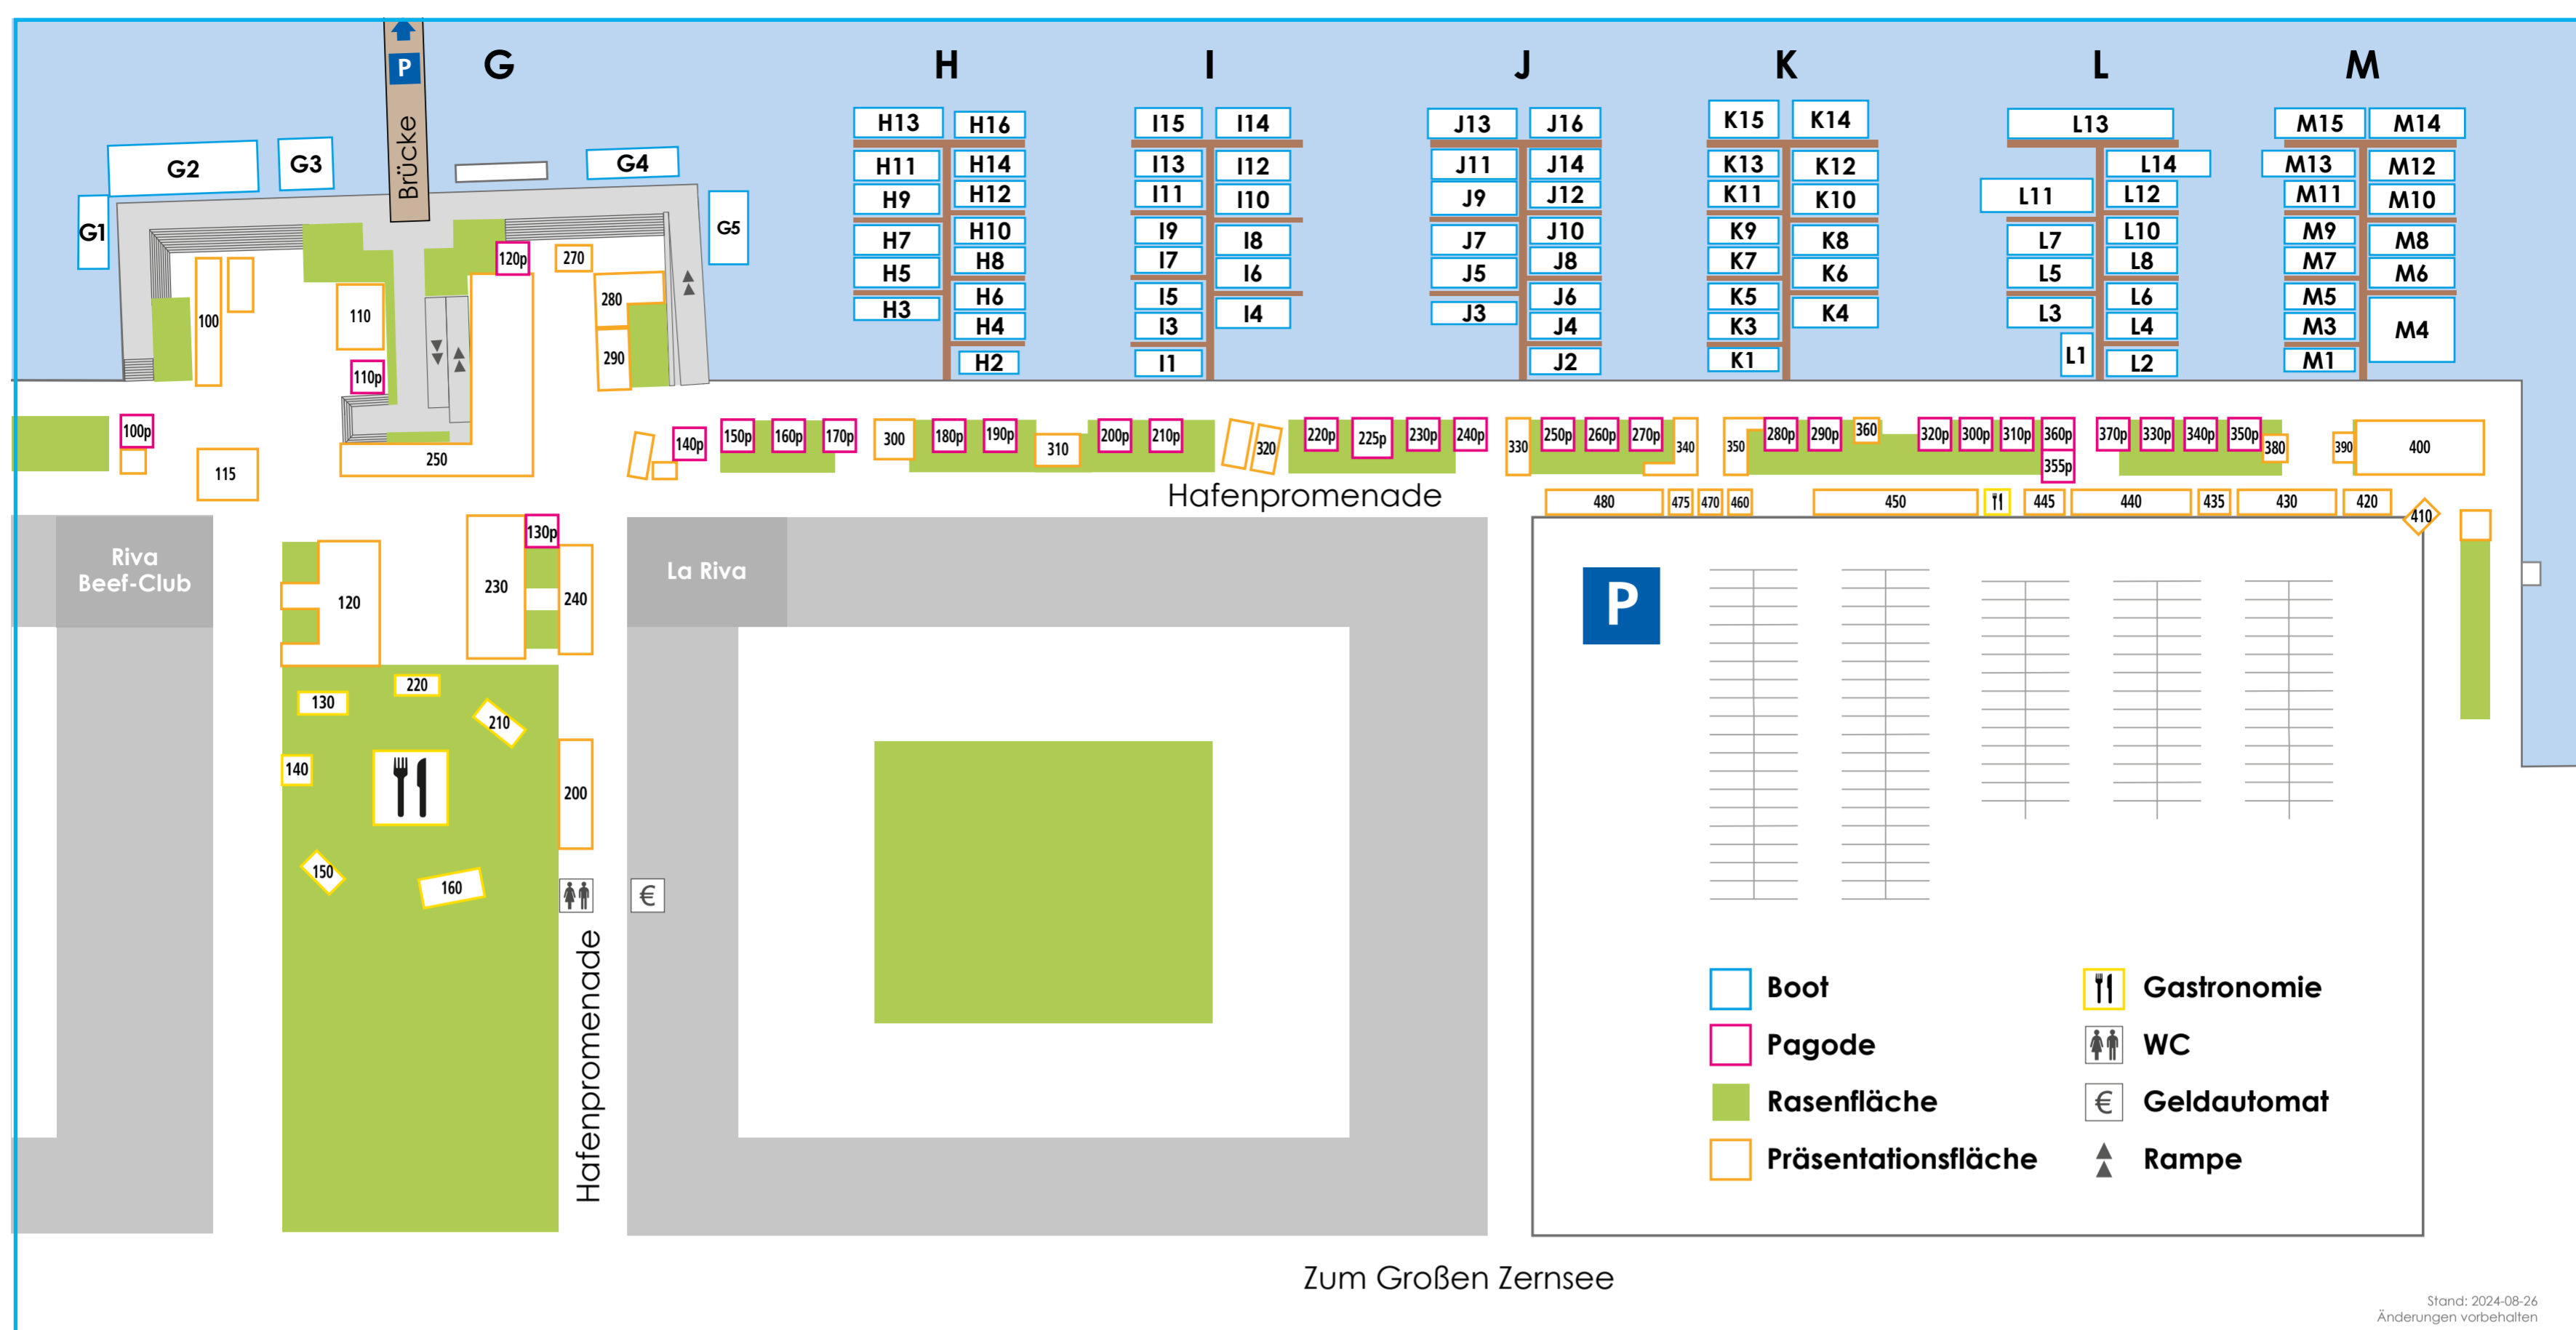 G
H
I
J
K
L
M
P
Brücke
G1
G2
G3
G4
G5
H13
H16
H11
H14
H9
H12
H7
H10
H5
H8
H3
H6
H4
H2
I15
I14
I13
I12
I11
I10
I9
I8
I7
I6
I5
I4
I3
I1
J13
J16
J11
J14
J9
J12
J7
J10
J5
J8
J3
J6
J4
J2
K15
K14
K13
K12
K11
K10
K9
K8
K7
K6
K5
K4
K3
K1
L13
L14
L11
L12
L7
L10
L5
L8
L3
L6
L4
L1
L2
M15
M14
M13
M12
M11
M10
M9
M8
M7
M6
M5
M4
M3
M1
120p
270
280
290
100
110
110p
100p
115
250
140p
150p
160p
170p
300
180p
190p
310
200p
210p
320
220p
225p
230p
240p
330
250p
260p
270p
340
350
280p
290p
360
320p
300p
310p
360p
355p
370p
330p
340p
350p
380
390
400
Hafenpromenade
480
475
470
460
450
445
440
435
430
420
410
Riva
Beef-Club
120
230
130p
240
La Riva
P
130
220
210
140
200
150
160
€
Hafenpromenade
Boot
Pagode
Rasenfläche
Präsentationsfläche
Gastronomie
WC
€
Geldautomat
Rampe
Zum Großen Zernsee
Stand: 2024-08-26
Änderungen vorbehalten